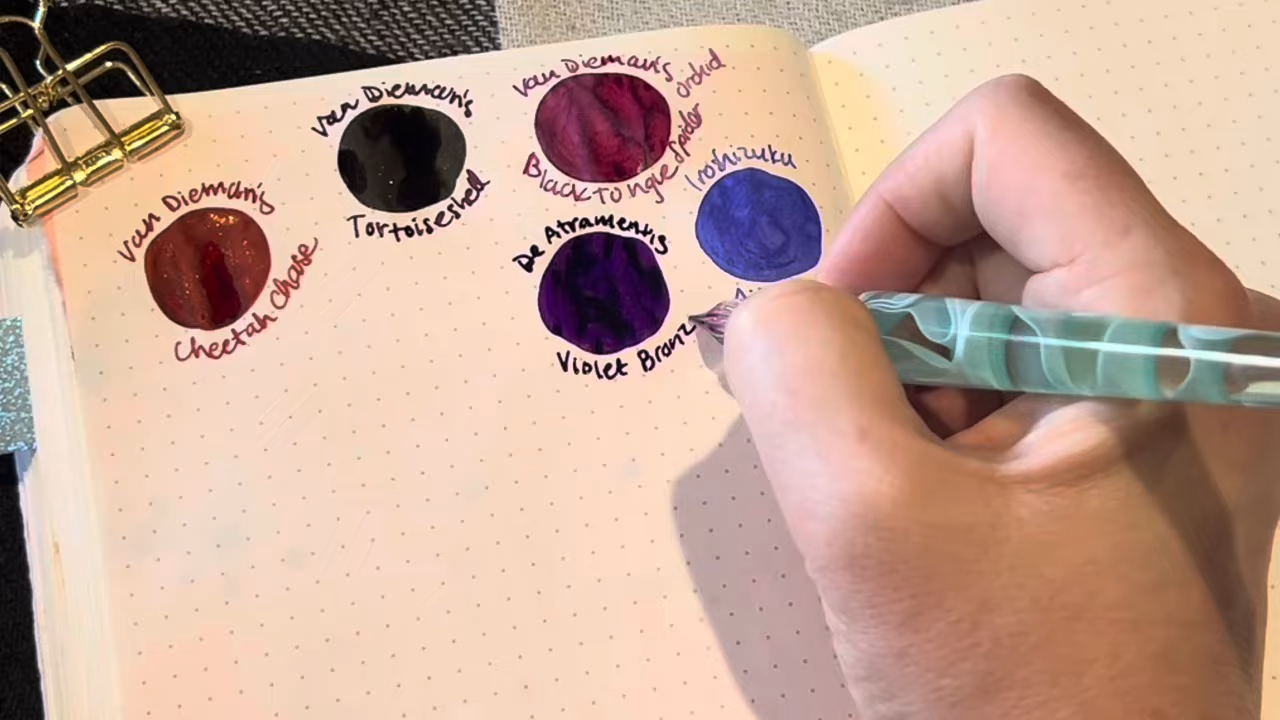 Van Dieman's
Cheetah Chase
Van Dieman's
Tortoiseshell
Van Dieman's
Black tongue spider
orchid
De Atramentis
Violet Bronz
Iroshizuku